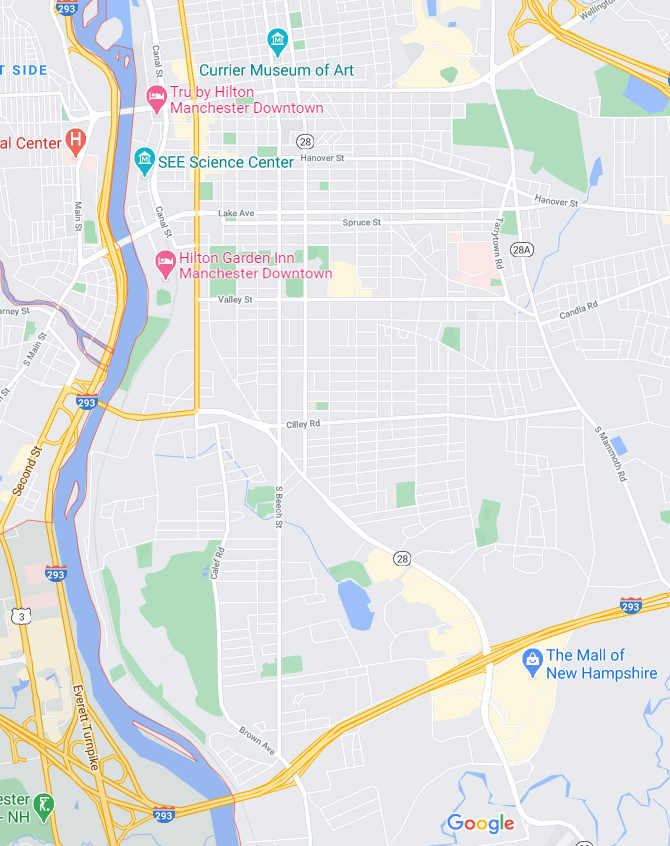 293
Wellington
Canal St
T SIDE
Currier Museum of Art
Tru by Hilton
Manchester Downtown
28
al Center
H
Hanover St
SEE Science Center
Main St
Hanover St
Lake Ave
Canal St
Spruce St
Tarrytown Rd
28A
Hilton Garden Inn
Manchester Downtown
Valley St
Candia Rd
arney St
S Main St
St
293
Cilley Rd
S Mammoth Rd
Second St
S Beech St
Calef Rd
28
293
293
3
The Mall of
New Hampshire
Everett Turnpike
Brown Ave
ester
- NH
293
Google